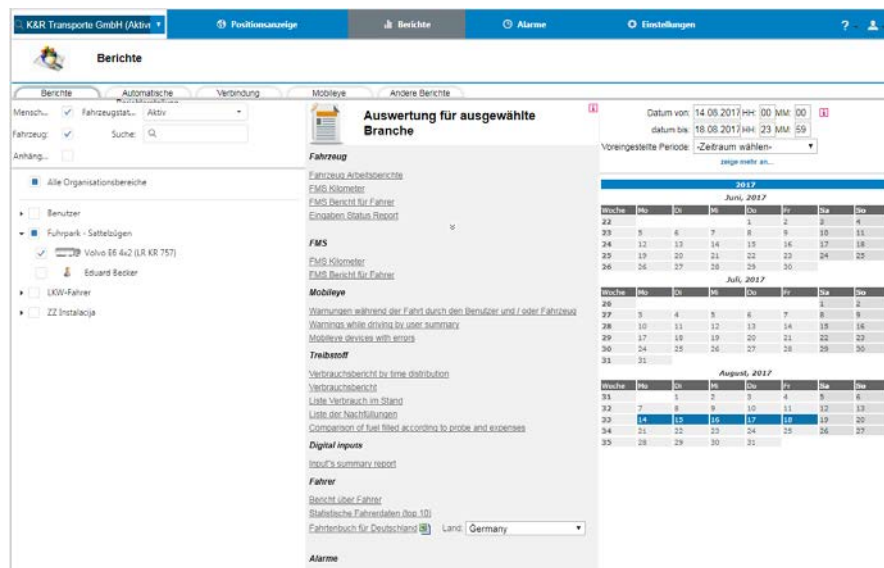 K&R Transporte GmbH (Aktive
Positionsanzeige
Berichte
Alarme
Einstellungen
?
Berichte
Berichte
Automatische
Verbindung
Mobileye
Andere Berichte
Mensch...
Fahrzeugstat...
Aktiv
Fahrzeug:
Suche:
Anhäng...
Alle Organisationsbereiche
Benutzer
Fuhrpark - Sattelzügen
Volvo E6 4x2 (LR KR 757)
Eduard Becker
LKW-Fahrer
ZZ Instalacija
Auswertung für ausgewählte
Branche
Fahrzeug
Fahrzeug Arbeitsberichte
FMS Kilometer
FMS Bericht für Fahrer
Eingaben Status Report
FMS
FMS Kilometer
FMS Bericht für Fahrer
Mobileye
Warnungen während der Fahrt durch den Benutzer und / oder Fahrzeug
Warnings while driving by user summary
Mobileye devices with errors
Treibstoff
Verbrauchsbericht by time distribution
Verbrauchsbericht
Liste Verbrauch im Stand
Liste der Nachfüllungen
Comparison of fuel filled according to probe and expenses
Digital inputs
Input's summary report
Fahrer
Bericht über Fahrer
Statistische Fahrerdaten (top 10)
Fahrtenbuch für Deutschland Land: Germany
Alarme
Datum von: 14.08.2017 HH: 00 MM: 00
datum bis: 18.08.2017 HH: 23 MM: 59
Voreingestellte Periode: -Zeitraum wählen-
zeige mehr an...
2017
Juni, 2017
Woche Mo Di Mi Do Fr Sa So
22 1 2 3 4
23 5 6 7 8 9 10 11
24 12 13 14 15 16 17 18
25 19 20 21 22 23 24 25
26 26 27 28 29 30
Juli, 2017
Woche Mo Di Mi Do Fr Sa So
26 1 2
27 3 4 5 6 7 8 9
28 10 11 12 13 14 15 16
29 17 18 19 20 21 22 23
30 24 25 26 27 28 29 30
31 31
August, 2017
Woche Mo Di Mi Do Fr Sa So
31 1 2 3 4 5 6
32 7 8 9 10 11 12 13
33 14 15 16 17 18 19 20
34 21 22 23 24 25 26 27
35 28 29 30 31